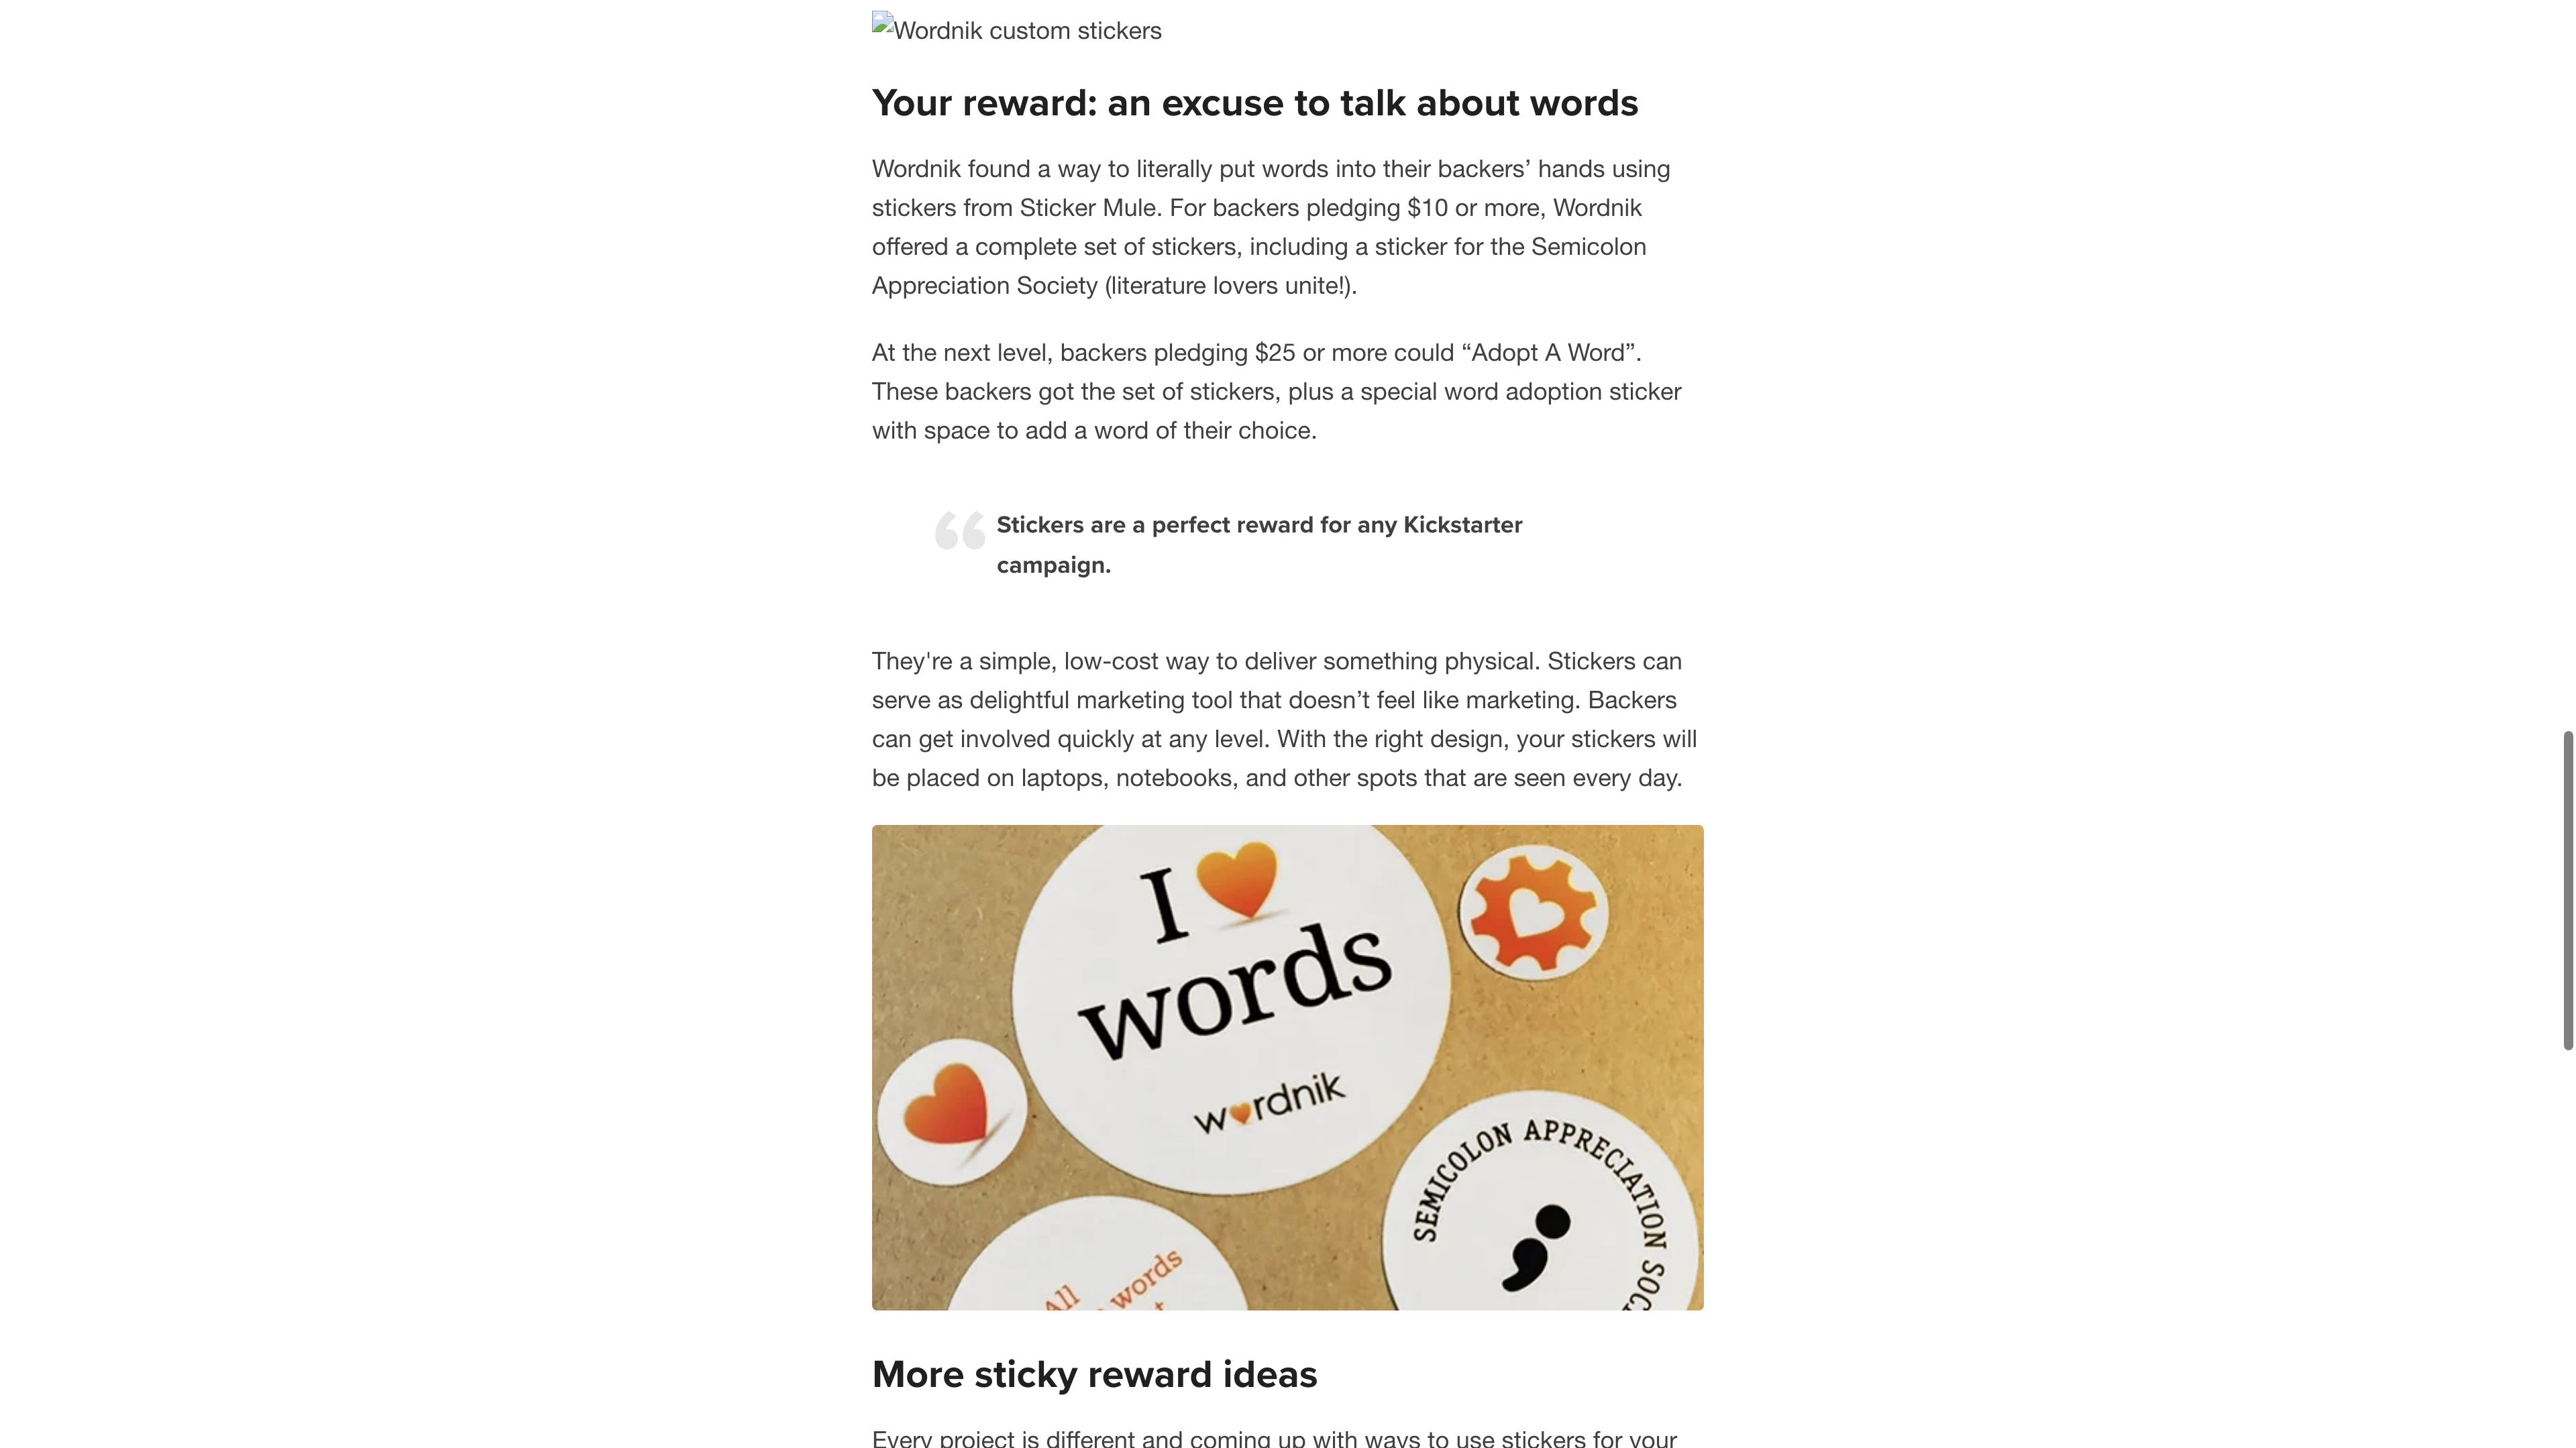 Wordnik custom stickers
Your reward: an excuse to talk about words
Wordnik found a way to literally put words into their backers’ hands using
stickers from Sticker Mule. For backers pledging $10 or more, Wordnik
offered a complete set of stickers, including a sticker for the Semicolon
Appreciation Society (literature lovers unite!).
At the next level, backers pledging $25 or more could “Adopt A Word”.
These backers got the set of stickers, plus a special word adoption sticker
with space to add a word of their choice.
Stickers are a perfect reward for any Kickstarter
campaign.
They're a simple, low-cost way to deliver something physical. Stickers can
serve as delightful marketing tool that doesn’t feel like marketing. Backers
can get involved quickly at any level. With the right design, your stickers will
be placed on laptops, notebooks, and other spots that are seen every day.
I
words
wordnik
SEMICOLON APPRECIATION SOCI
All
words
More sticky reward ideas
Every project is different and coming up with ways to use stickers for your